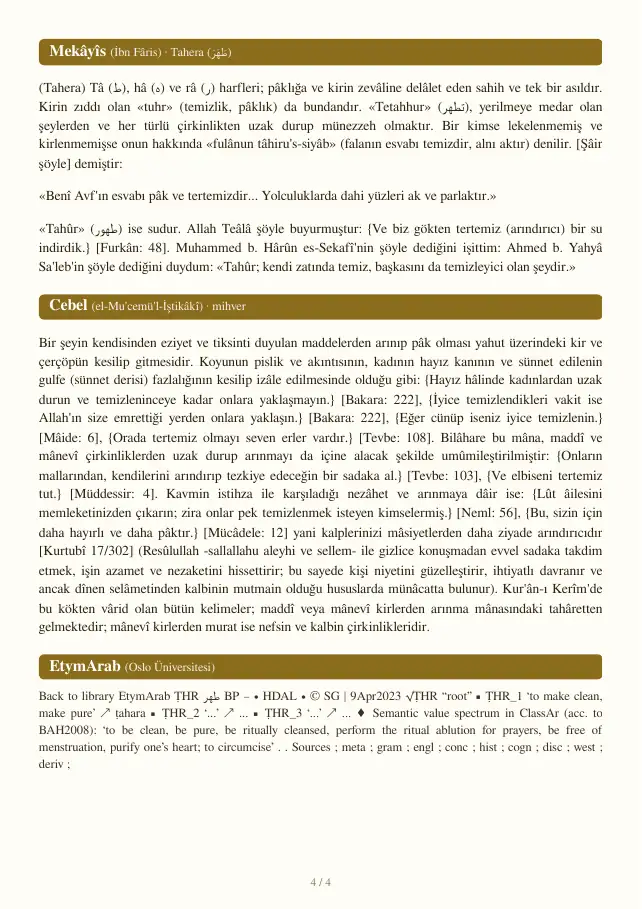 Mekâyîs (İbn Fâris) · Tahera (طَهَرَ)
(Tahera) Tâ (ط), hâ (ه) ve râ (ر) harfleri; pâklığa ve kirin zevâline delâlet eden sahih ve tek bir asıldır.
Kirin zıddı olan «tuhr» (temizlik, pâklık) da bundandır. «Tetahhur» (تطهر), yerilmeye medar olan
şeylerden ve her türlü çirkinlikten uzak durup münezzeh olmaktır. Bir kimse lekelenmemiş ve
kirlenmemişse onun hakkında «fulânun tâhiru's-siyâb» (falanın esvabı temizdir, alnı aktır) denilir. [Şâir
şöyle] demiştir:
«Benî Avf'ın esvabı pâk ve tertemizdir... Yolculuklarda dahi yüzleri ak ve parlaktır.»
«Tahûr» (طهور) ise sudur. Allah Teâlâ şöyle buyurmuştur: {Ve biz gökten tertemiz (arındırıcı) bir su
indirdik.} [Furkân: 48]. Muhammed b. Hârûn es-Sekafî'nin şöyle dediğini işittim: Ahmed b. Yahyâ
Sa'leb'in şöyle dediğini duydum: «Tahûr; kendi zatında temiz, başkasını da temizleyici olan şeydir.»
Cebel (el-Mu'cemü'l-İştikâkî) · mihver
Bir şeyin kendisinden eziyet ve tiksinti duyulan maddelerden arınıp pâk olması yahut üzerindeki kir ve
çerçöpün kesilip gitmesidir. Koyunun pislik ve akıntısının, kadının hayız kanının ve sünnet edilenin
gulfe (sünnet derisi) fazlalığının kesilip izâle edilmesinde olduğu gibi: {Hayız hâlinde kadınlardan uzak
durun ve temizleninceye kadar onlara yaklaşmayın.} [Bakara: 222], {İyice temizlendikleri vakit ise
Allah'ın size emrettiği yerden onlara yaklaşın.} [Bakara: 222], {Eğer cünüp iseniz iyice temizlenin.}
[Mâide: 6], {Orada tertemiz olmayı seven erler vardır.} [Tevbe: 108]. Bilâhare bu mâna, maddî ve
mânevî çirkinliklerden uzak durup arınmayı da içine alacak şekilde umûmîleştirilmiştir: {Onların
mallarından, kendilerini arındırıp tezkiye edeceğin bir sadaka al.} [Tevbe: 103], {Ve elbiseni tertemiz
tut.} [Müddessir: 4]. Kavmin istihza ile karşıladığı nezâhet ve arınmaya dâir ise: {Lût âilesini
memleketinizden çıkarın; zira onlar pek temizlenmek isteyen kimselermiş.} [Neml: 56], {Bu, sizin için
daha hayırlı ve daha pâktır.} [Mücâdele: 12] yani kalplerinizi mâsiyetlerden daha ziyade arındırıcıdır
[Kurtubî 17/302] (Resûlullah -sallallahu aleyhi ve sellem- ile gizlice konuşmadan evvel sadaka takdim
etmek, işin azamet ve nezaketini hissettirir; bu sayede kişi niyetini güzelleştirir, ihtiyatlı davranır ve
ancak dînen selâmetinden kalbinin mutmain olduğu hususlarda münâcatta bulunur). Kur'ân-ı Kerîm'de
bu kökten vârid olan bütün kelimeler; maddî veya mânevî kirlerden arınma mânasındaki tahâretten
gelmektedir; mânevî kirlerden murat ise nefsin ve kalbin çirkinlikleridir.
EtymArab (Oslo Üniversitesi)
Back to library EtymArab ṬHR طهر BP – • HDAL • © SG | 9Apr2023 √ṬHR “root” ▪ ṬHR_1 ‘to make clean,
make pure’ ↗ ṭahara ▪ ṬHR_2 ‘...’ ↗ ... ▪ ṬHR_3 ‘...’ ↗ ... ♦ Semantic value spectrum in ClassAr (acc. to
BAH2008): ‘to be clean, be pure, be ritually cleansed, perform the ritual ablution for prayers, be free of
menstruation, purify one’s heart; to circumcise’ . . Sources ; meta ; gram ; engl ; conc ; hist ; cogn ; disc ; west ;
deriv ;
4 / 4